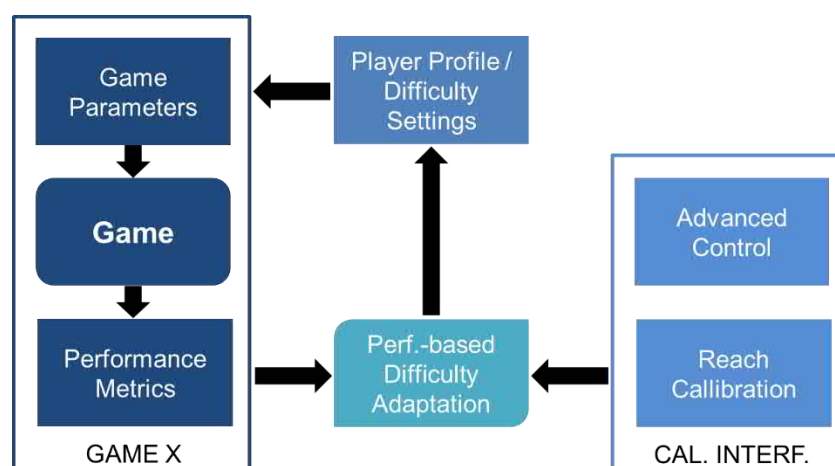 Game
Parameters
Game
Performance
Metrics
GAME X
Player Profile /
Difficulty
Settings
Perf.-based
Difficulty
Adaptation
Advanced
Control
Reach
Callibration
CAL. INTERF.